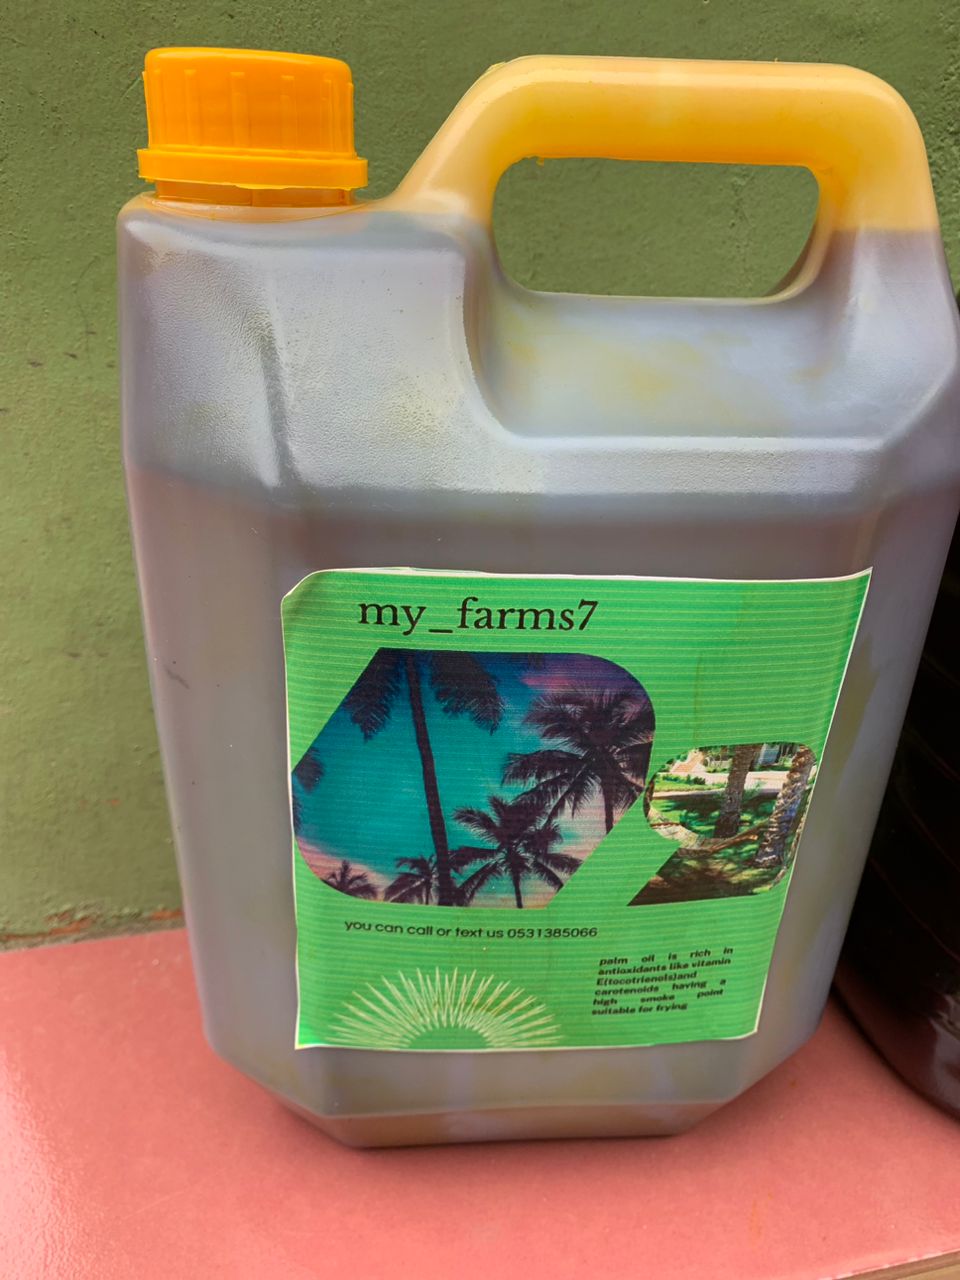 my_farms7
you can call or text us 0531385066
palm oil is rich in
antioxidants like vitamin
E(tocotrienols)and
carotenoids having a
high smoke point
suitable for frying